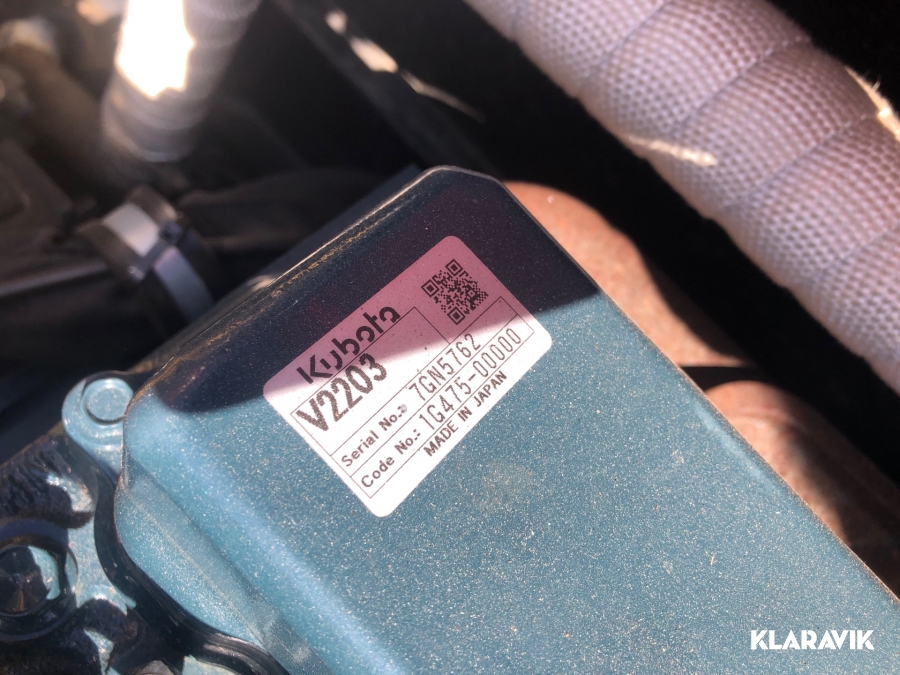 Kubota
V2203
Serial No.: 7GN5762
Code No.: 1G475-00000
MADE IN JAPAN
KLARAVIK